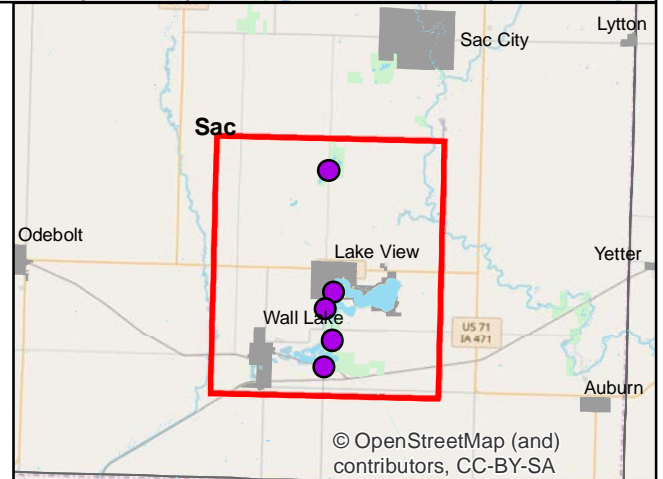 Lytton
Sac City
Sac
Odebolt
Lake View
Yetter
Wall Lake
US 71
IA 471
Auburn
© OpenStreetMap (and)
contributors, CC-BY-SA